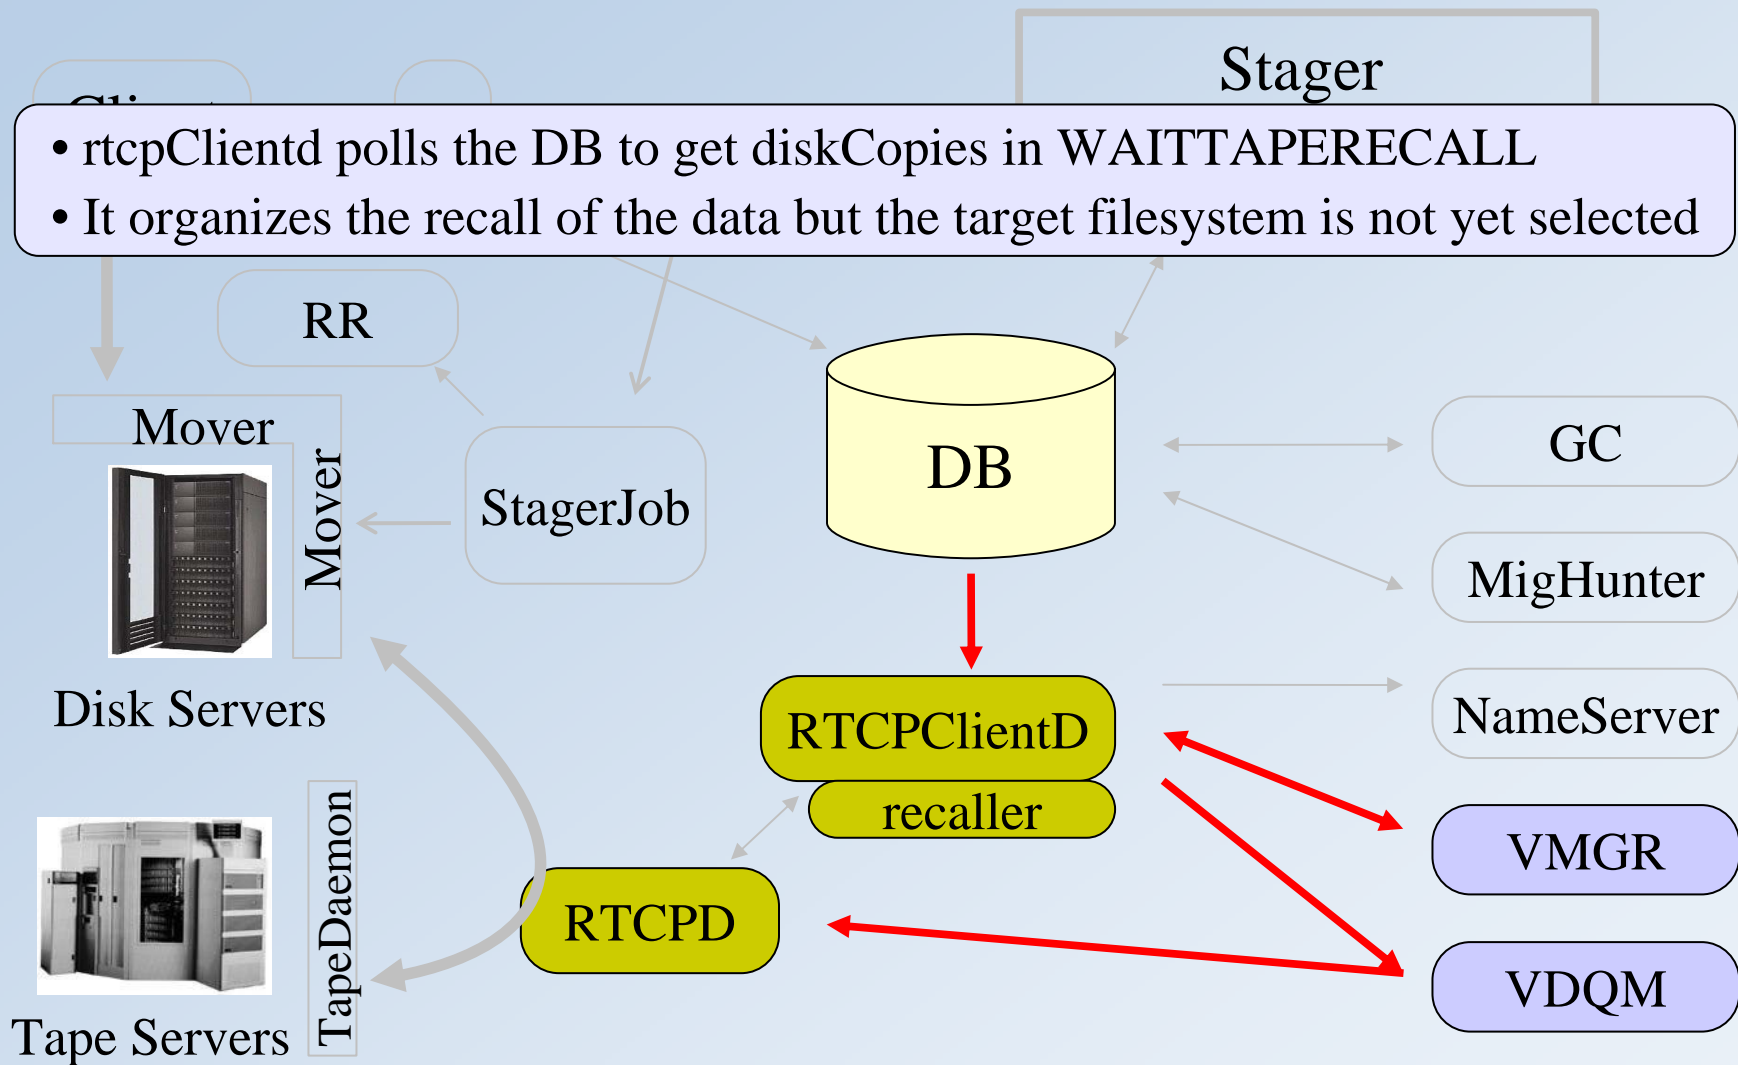 Stager
• rtcpClientd polls the DB to get diskCopies in WAITTAPERECALL
• It organizes the recall of the data but the target filesystem is not yet selected
RR
Mover
Mover
StagerJob
DB
GC
MigHunter
Disk Servers
RTCPClientD
NameServer
recaller
VMGR
TapeDaemon
RTCPD
VDQM
Tape Servers